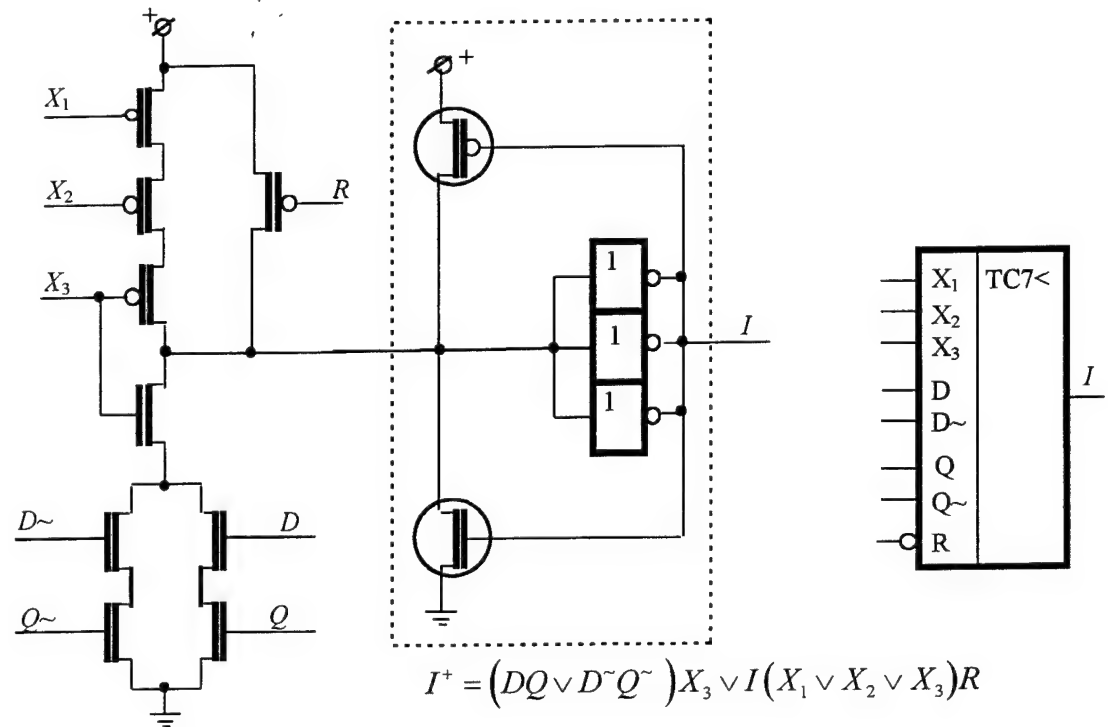 +
X₁
X₂
R
X₃
D~
D
Q~
Q
+
1
1
1
I
X₁ TC7<
X₂
X₃
D
D~
Q
Q~
R
I
I⁺ = (DQ ∨ D~Q~)X₃ ∨ I(X₁ ∨ X₂ ∨ X₃)R